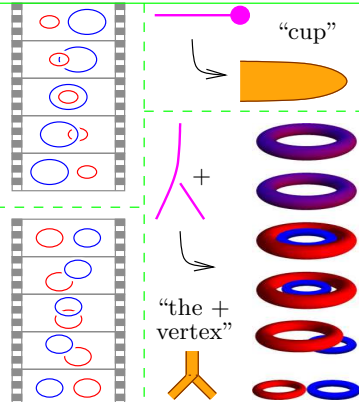 “cup”
+
“the +
vertex”